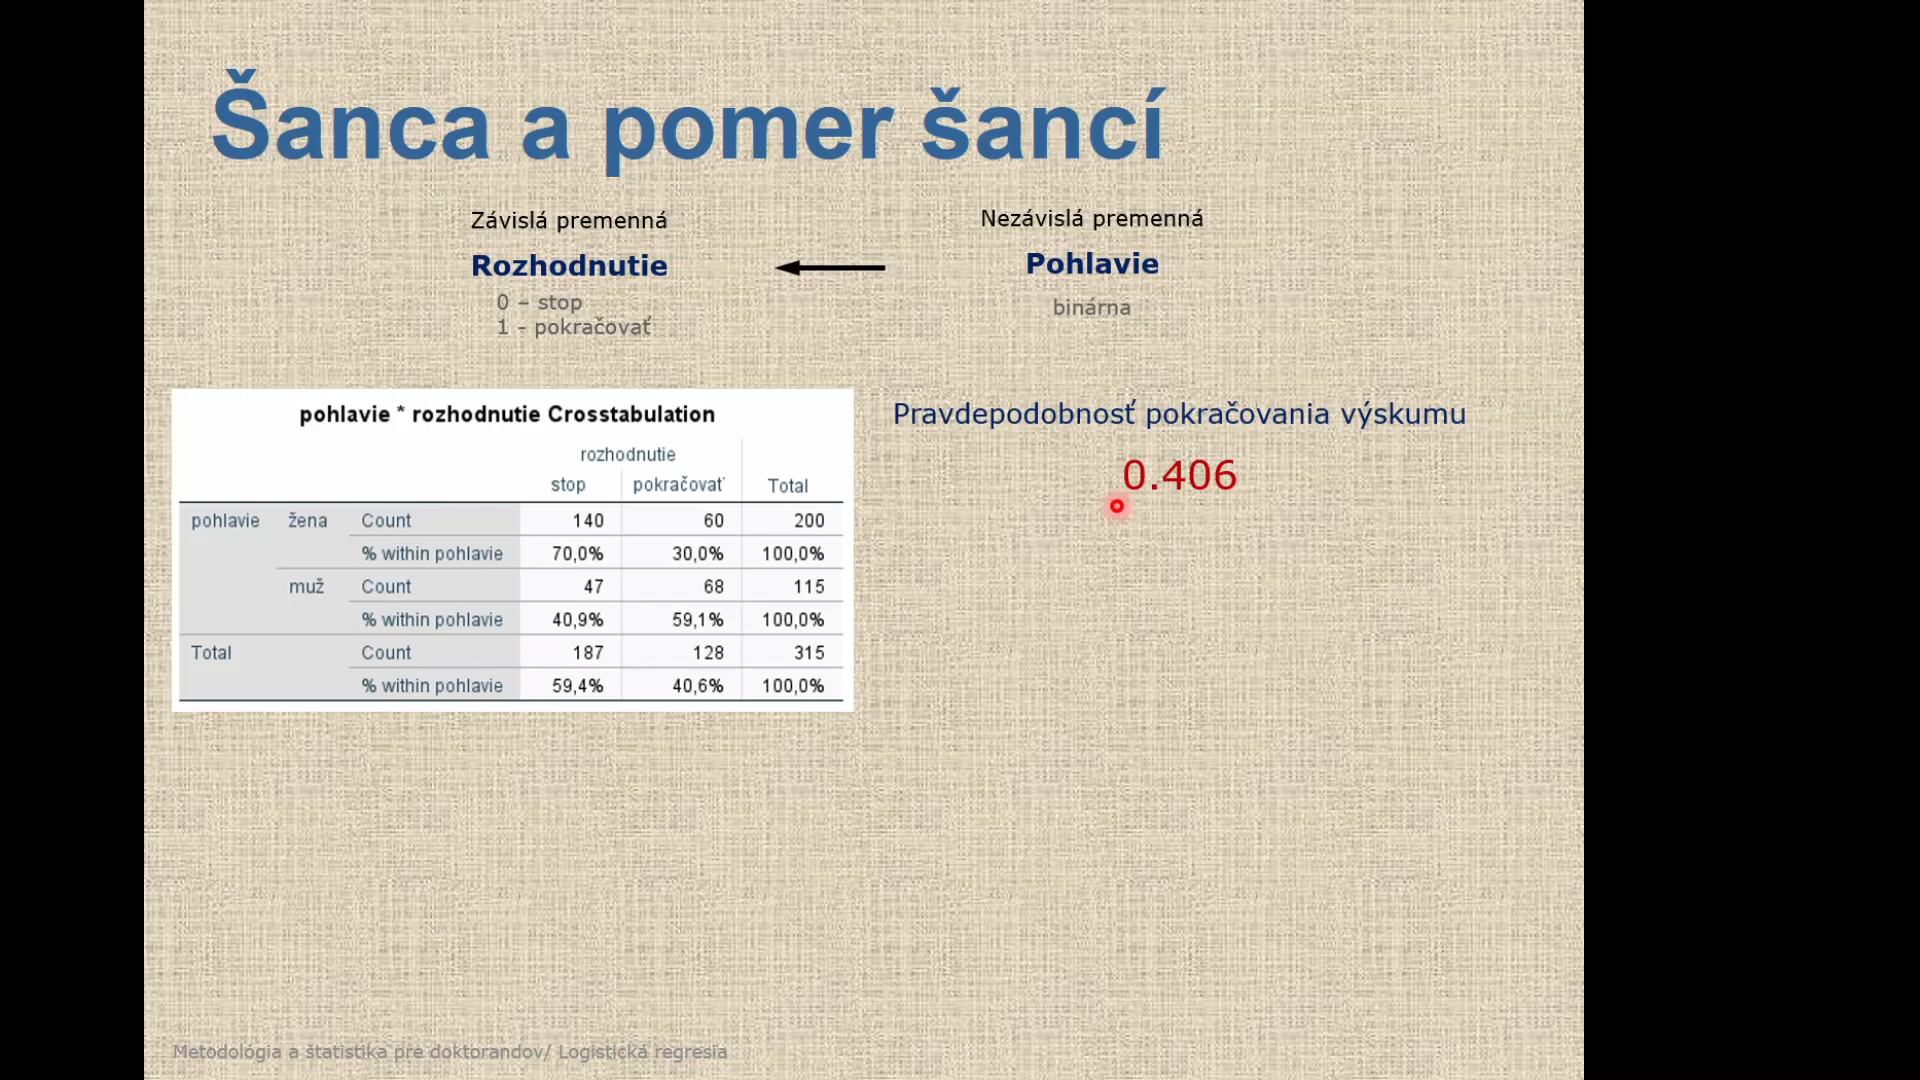 Šanca a pomer šancí
Závislá premenná
Nezávislá premenná
Rozhodnutie
Pohlavie
0 – stop
1 - pokračovať
binárna
pohlavie * rozhodnutie Crosstabulation
rozhodnutie
stop pokračovať Total
pohlavie žena Count 140 60 200
% within pohlavie 70,0% 30,0% 100,0%
muž Count 47 68 115
% within pohlavie 40,9% 59,1% 100,0%
Total Count 187 128 315
% within pohlavie 59,4% 40,6% 100,0%
Pravdepodobnosť pokračovania výskumu
0.406
Metodológia a štatistika pre doktorandov/ Logistická regresia